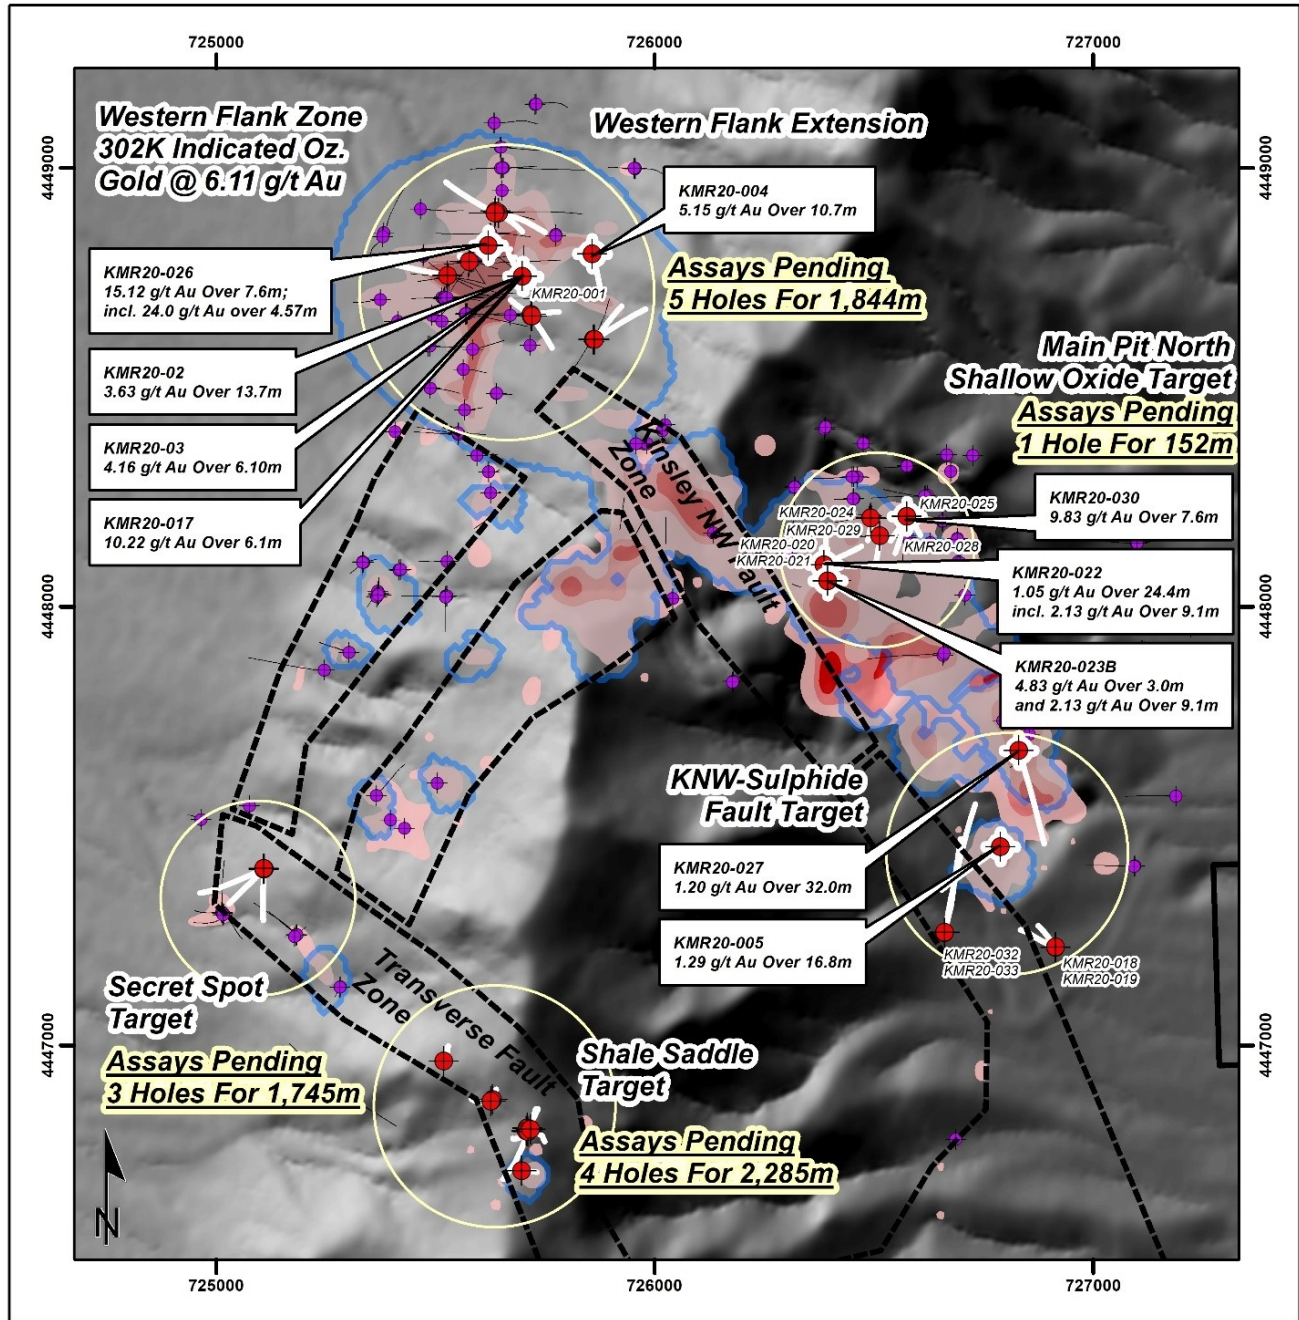 725000
726000
727000
Western Flank Zone
302K Indicated Oz.
Gold @ 6.11 g/t Au
Western Flank Extension
4449000
4449000
KMR20-004
5.15 g/t Au Over 10.7m
KMR20-026
15.12 g/t Au Over 7.6m;
incl. 24.0 g/t Au over 4.57m
Assays Pending
5 Holes For 1,844m
KMR20-001
KMR20-02
3.63 g/t Au Over 13.7m
Main Pit North
Shallow Oxide Target
Assays Pending
1 Hole For 152m
KMR20-03
4.16 g/t Au Over 6.10m
KMR20-017
10.22 g/t Au Over 6.1m
Kinsley NW Fault
Zone
KMR20-024
KMR20-025
KMR20-029
KMR20-020
KMR20-028
KMR20-021
KMR20-030
9.83 g/t Au Over 7.6m
KMR20-022
1.05 g/t Au Over 24.4m
incl. 2.13 g/t Au Over 9.1m
4448000
4448000
KMR20-023B
4.83 g/t Au Over 3.0m
and 2.13 g/t Au Over 9.1m
KNW-Sulphide
Fault Target
KMR20-027
1.20 g/t Au Over 32.0m
KMR20-005
1.29 g/t Au Over 16.8m
KMR20-032
KMR20-033
KMR20-018
KMR20-019
Secret Spot
Target
Assays Pending
3 Holes For 1,745m
Transverse Fault
Zone
4447000
4447000
Shale Saddle
Target
Assays Pending
4 Holes For 2,285m
N
725000
726000
727000